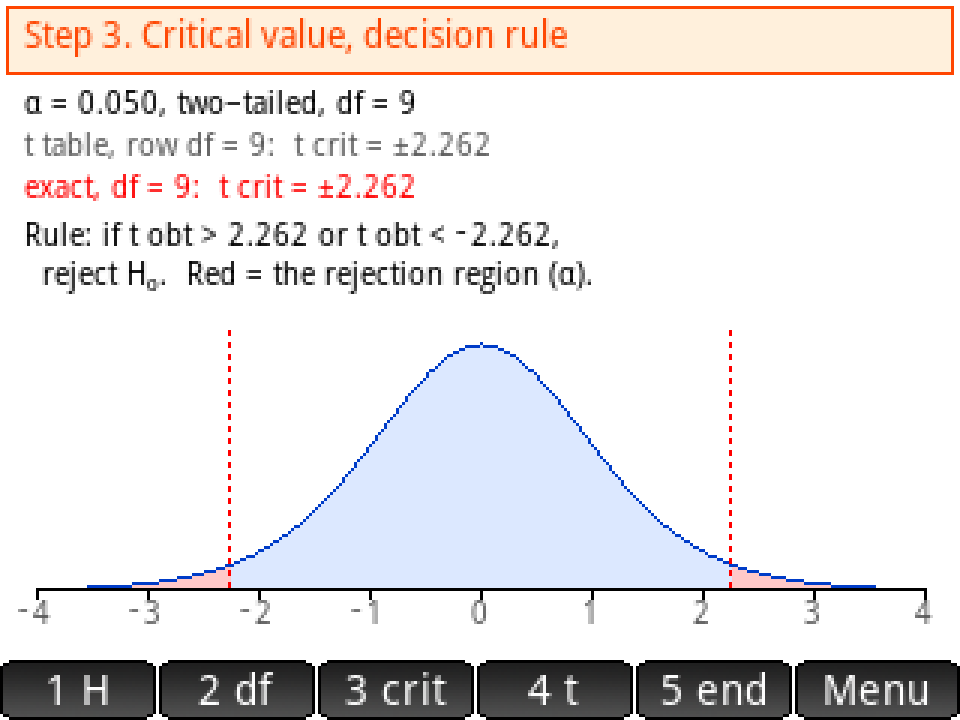 Step 3. Critical value, decision rule
α = 0.050, two-tailed, df = 9
t table, row df = 9:  t crit = ±2.262
exact, df = 9:  t crit = ±2.262
Rule: if t obt > 2.262 or t obt < -2.262,
reject H₀.  Red = the rejection region (α).
-4 -3 -2 -1 0 1 2 3 4
1 H 2 df 3 crit 4 t 5 end Menu